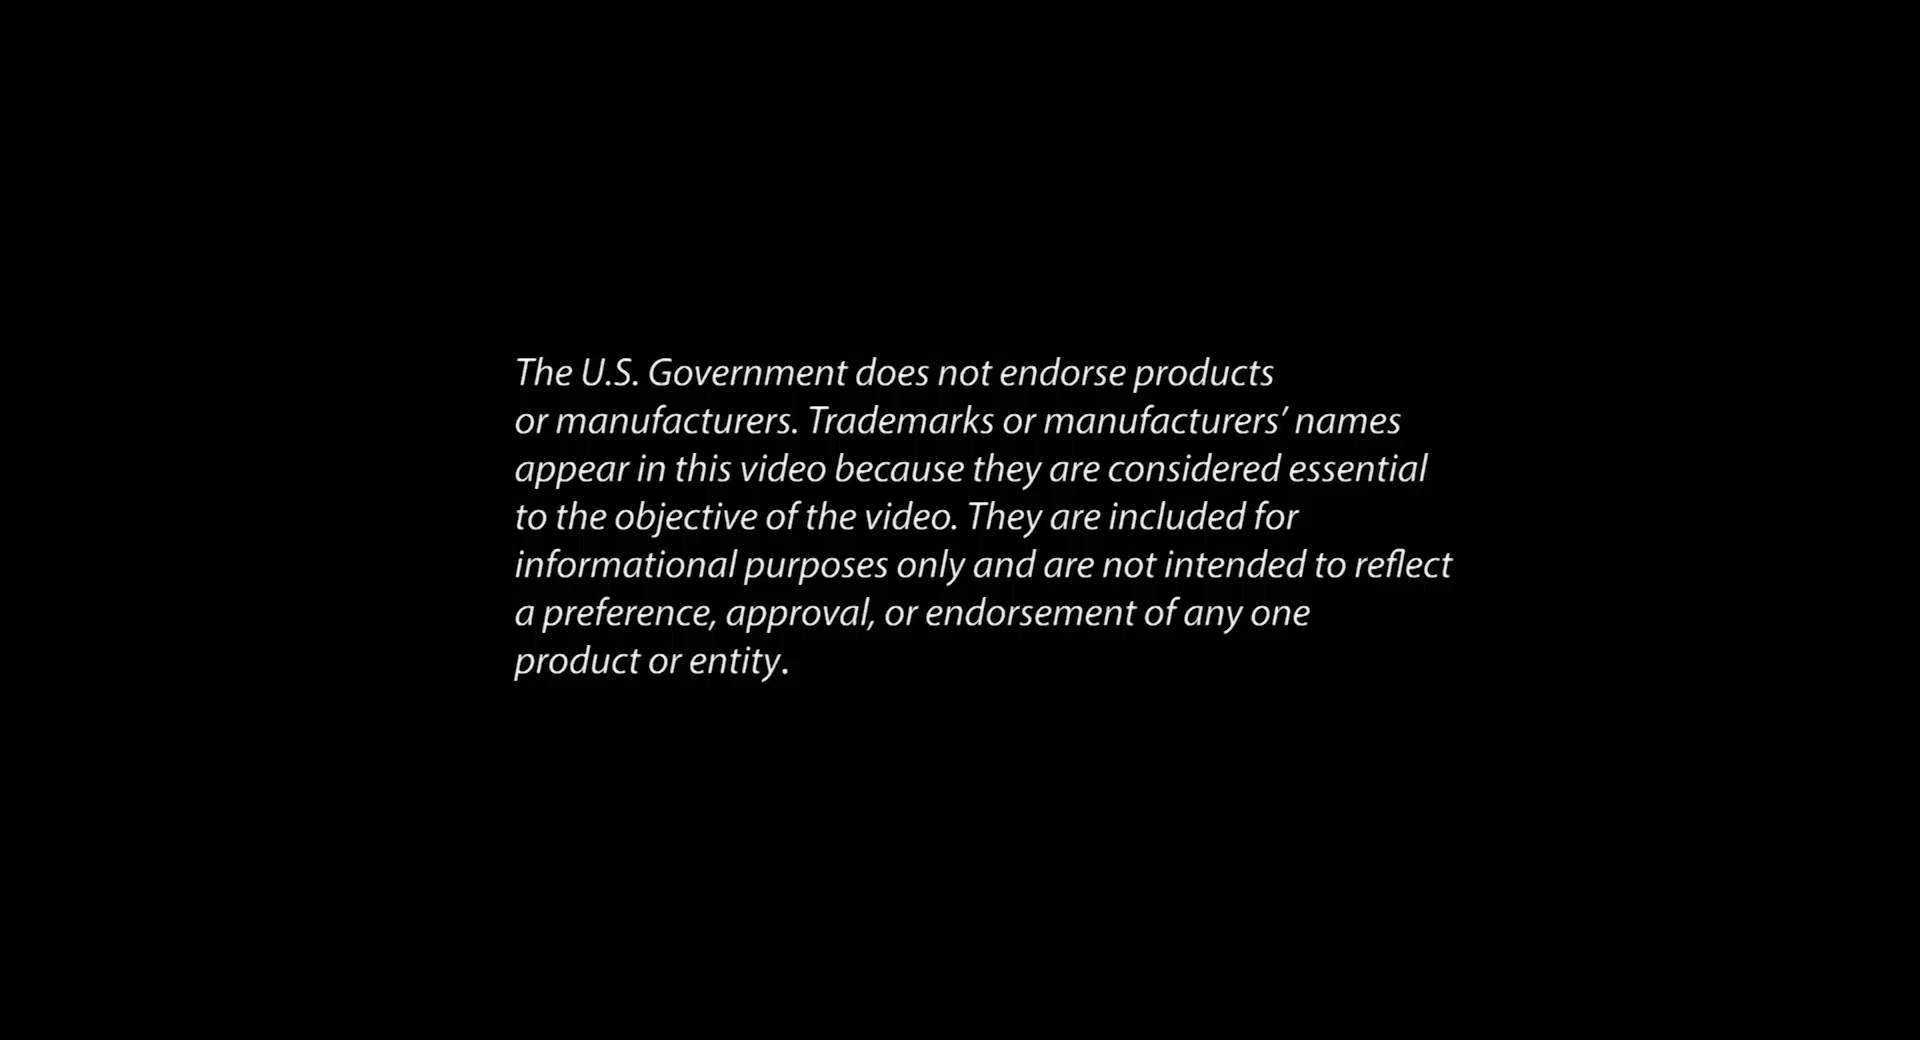 The U.S. Government does not endorse products
or manufacturers. Trademarks or manufacturers’ names
appear in this video because they are considered essential
to the objective of the video. They are included for
informational purposes only and are not intended to reflect
a preference, approval, or endorsement of any one
product or entity.